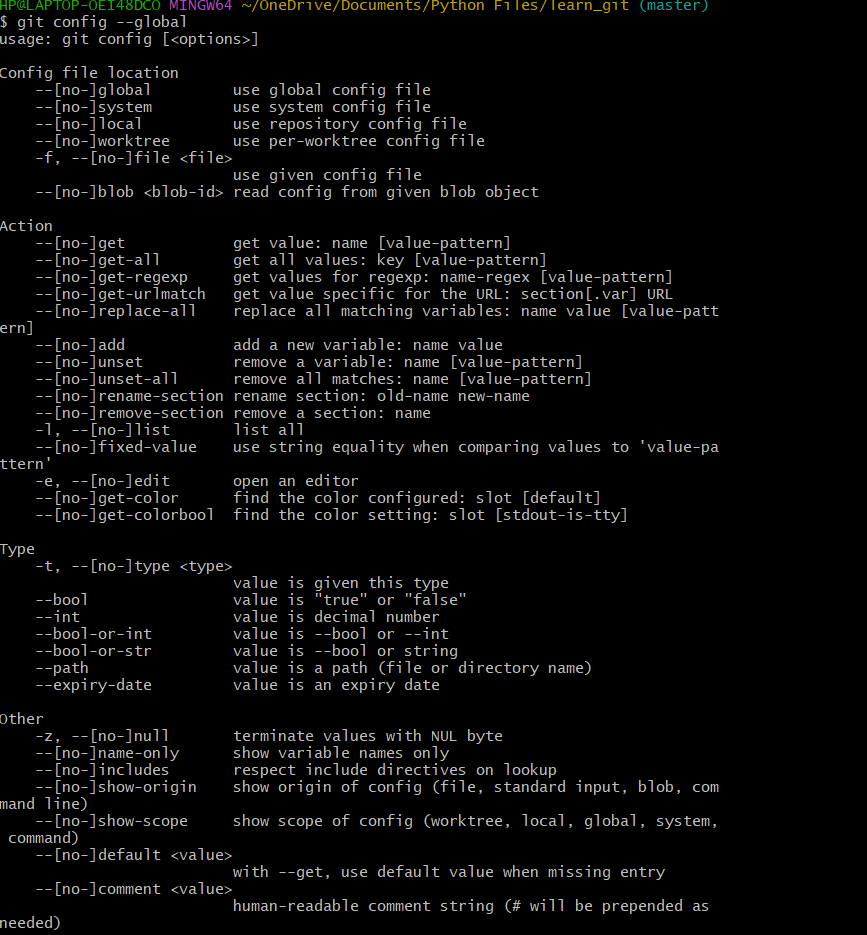 HP@LAPTOP-OET48DCO MINGW64 ~/OneDrive/Documents/Python Files/learn_git (master)
$ git config --global
usage: git config [<options>]

Config file location
    --[no-]global         use global config file
    --[no-]system         use system config file
    --[no-]local          use repository config file
    --[no-]worktree       use per-worktree config file
    -f, --[no-]file <file>
                          use given config file
    --[no-]blob <blob-id> read config from given blob object

Action
    --[no-]get            get value: name [value-pattern]
    --[no-]get-all        get all values: key [value-pattern]
    --[no-]get-regexp     get values for regexp: name-regex [value-pattern]
    --[no-]get-urlmatch   get value specific for the URL: section[.var] URL
    --[no-]replace-all    replace all matching variables: name value [value-patt
ern]
    --[no-]add            add a new variable: name value
    --[no-]unset          remove a variable: name [value-pattern]
    --[no-]unset-all      remove all matches: name [value-pattern]
    --[no-]rename-section rename section: old-name new-name
    --[no-]remove-section remove a section: name
    -l, --[no-]list       list all
    --[no-]fixed-value    use string equality when comparing values to 'value-pa
ttern'
    -e, --[no-]edit       open an editor
    --[no-]get-color      find the color configured: slot [default]
    --[no-]get-colorbool  find the color setting: slot [stdout-is-tty]

Type
    -t, --[no-]type <type>
                          value is given this type
    --bool                value is "true" or "false"
    --int                 value is decimal number
    --bool-or-int         value is --bool or --int
    --bool-or-str         value is --bool or string
    --path                value is a path (file or directory name)
    --expiry-date         value is an expiry date

Other
    -z, --[no-]null       terminate values with NUL byte
    --[no-]name-only      show variable names only
    --[no-]includes       respect include directives on lookup
    --[no-]show-origin    show origin of config (file, standard input, blob, com
mand line)
    --[no-]show-scope     show scope of config (worktree, local, global, system,
 command)
    --[no-]default <value>
                          with --get, use default value when missing entry
    --[no-]comment <value>
                          human-readable comment string (# will be prepended as
needed)